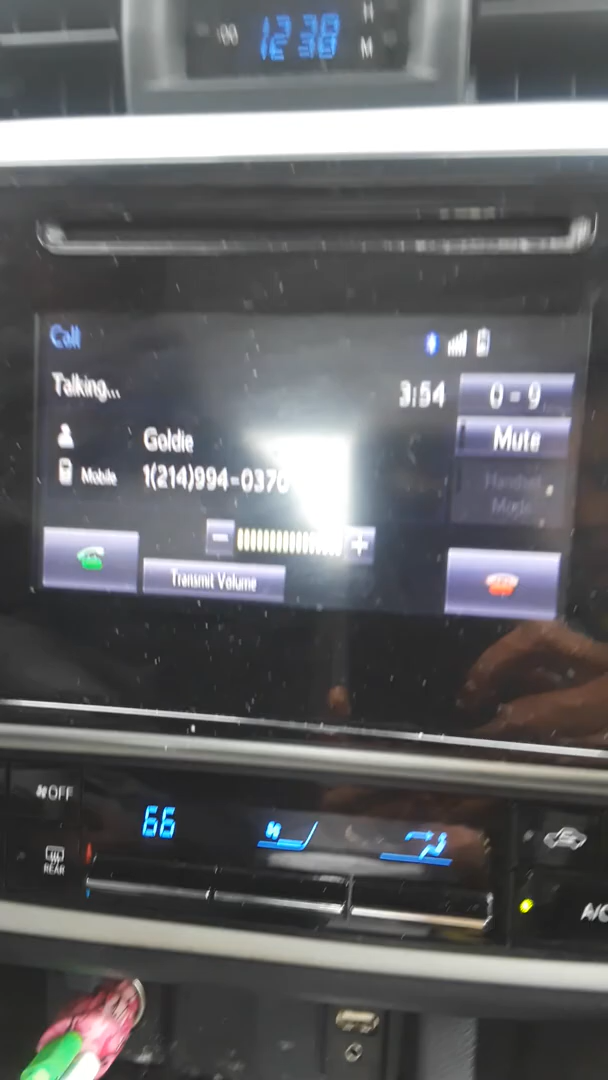 :00 12:38 H
M
Call
Talking... 3:54 0 - 9
Goldie Mute
Mobile 1(214)994-0370
Handset
Mode
- +
Transmit Volume
OFF
66
REAR
A/C